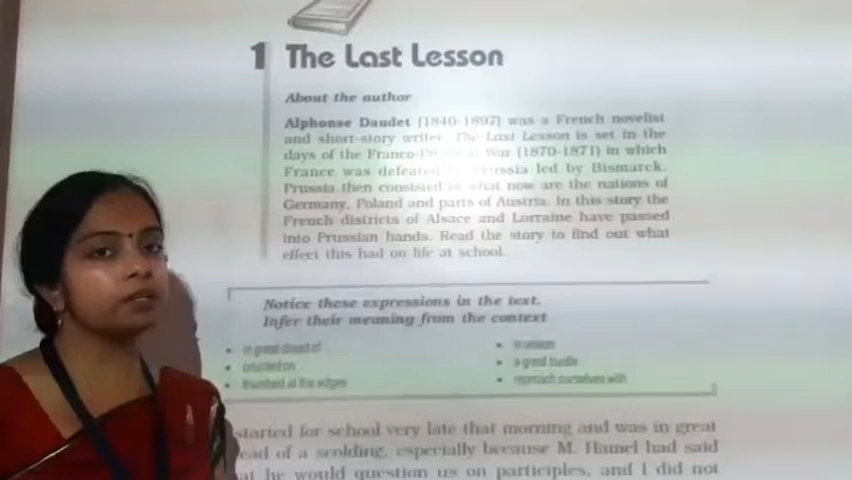 1 The Last Lesson
About the author
Alphonse Daudet (1840-1897) was a French novelist
and short-story writer. The Last Lesson is set in the
days of the Franco-Prussian War (1870-1871) in which
France was defeated by Prussia led by Bismarck.
Prussia then consisted of what now are the nations of
Germany, Poland and parts of Austria. In this story the
French districts of Alsace and Lorraine have passed
into Prussian hands. Read the story to find out what
effect this had on life at school.
Notice these expressions in the text.
Infer their meaning from the context
• in great dread of
• counted on
• thumbed at the edges
• in unison
• a great bustle
• reproach ourselves with
started for school very late that morning and was in great
ead of a scolding, especially because M. Hamel had said
at he would question us on participles, and I did not